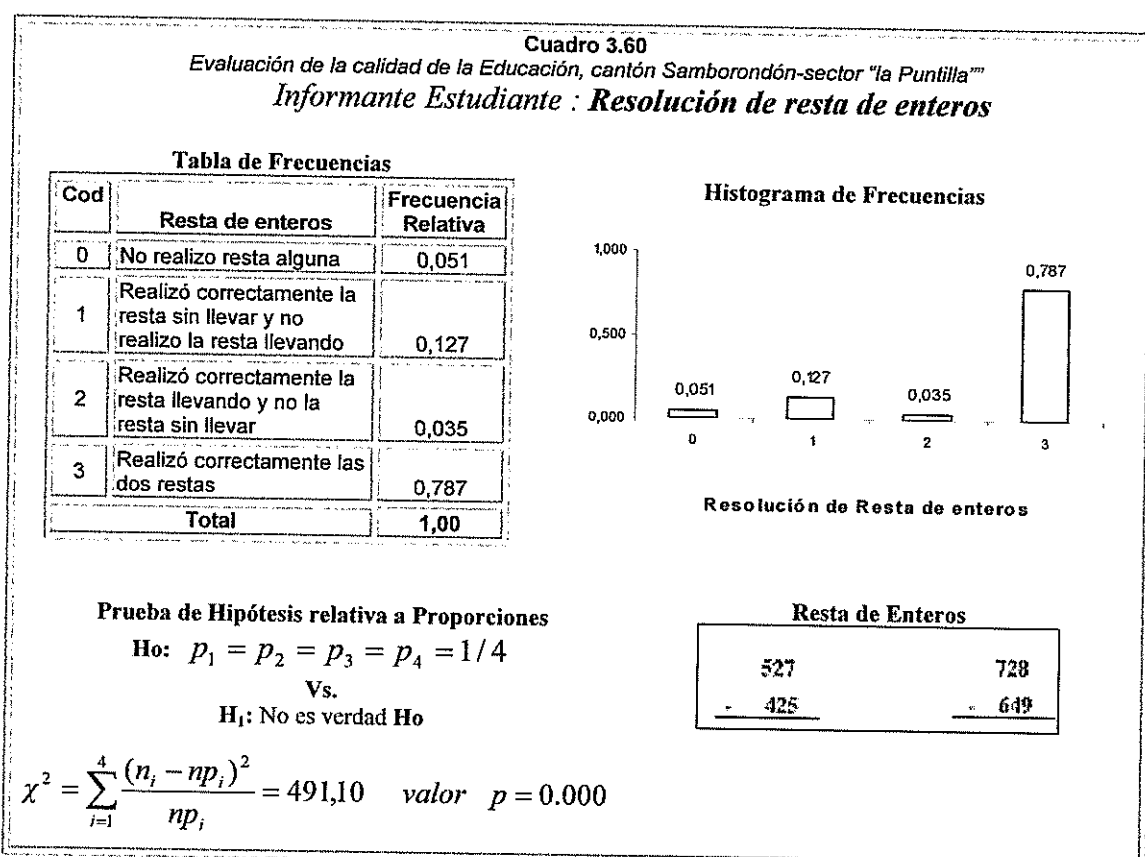 Cuadro 3.60
Evaluación de la calidad de la Educación, cantón Samborondón-sector "la Puntilla""
Informante Estudiante : Resolución de resta de enteros
Tabla de Frecuencias
Cod Resta de enteros Frecuencia Relativa
0 No realizo resta alguna 0,051
1 Realizó correctamente la
resta sin llevar y no
realizo la resta llevando 0,127
2 Realizó correctamente la
resta llevando y no la
resta sin llevar 0,035
3 Realizó correctamente las
dos restas 0,787
Total 1,00
Histograma de Frecuencias
1,000
0,500
0,000
0,051 0,127 0,035 0,787
0 1 2 3
Resolución de Resta de enteros
Prueba de Hipótesis relativa a Proporciones
Ho: p₁ = p₂ = p₃ = p₄ = 1/4
Vs.
H₁: No es verdad Ho
χ² = ∑ᵢ₌₁⁴ (nᵢ − npᵢ)² / npᵢ = 491,10 valor p = 0.000
Resta de Enteros
527 728
- 425 - 649